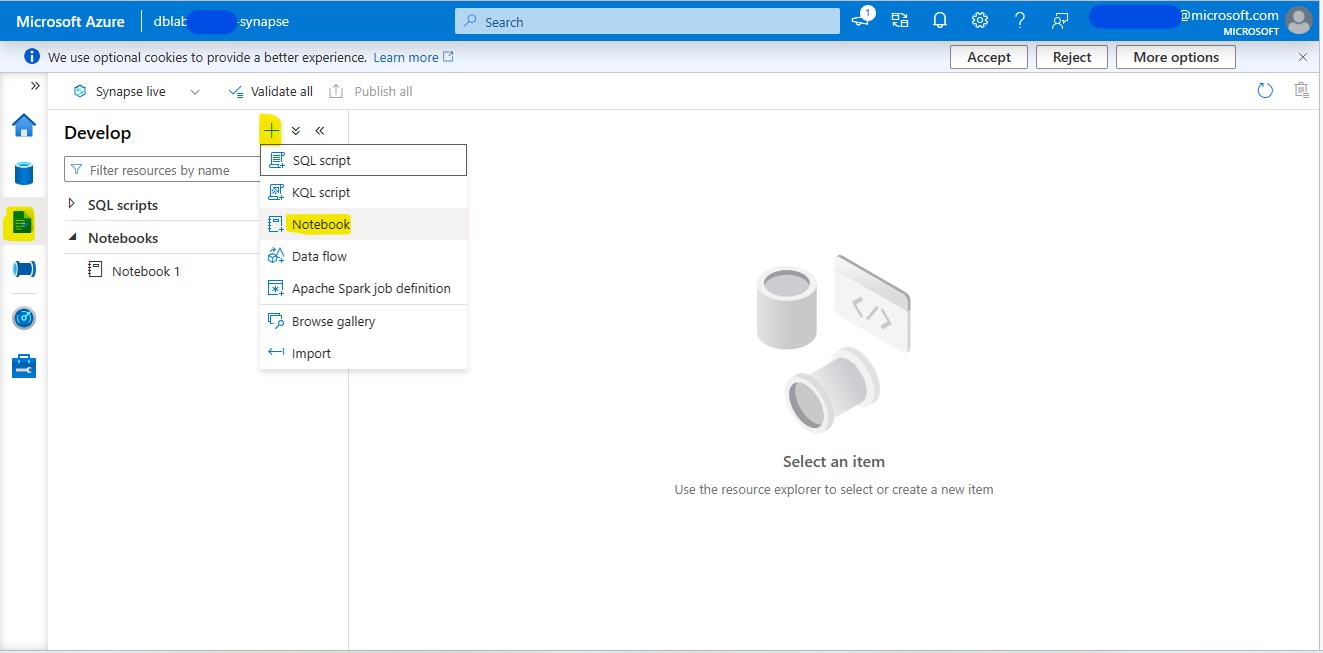 Microsoft Azure
dblab -synapse
Search
1
@microsoft.com
MICROSOFT
We use optional cookies to provide a better experience. Learn more
Accept
Reject
More options
Synapse live
Validate all
Publish all
Develop
Filter resources by name
SQL scripts
Notebooks
Notebook 1
SQL script
KQL script
Notebook
Data flow
Apache Spark job definition
Browse gallery
Import
Select an item
Use the resource explorer to select or create a new item